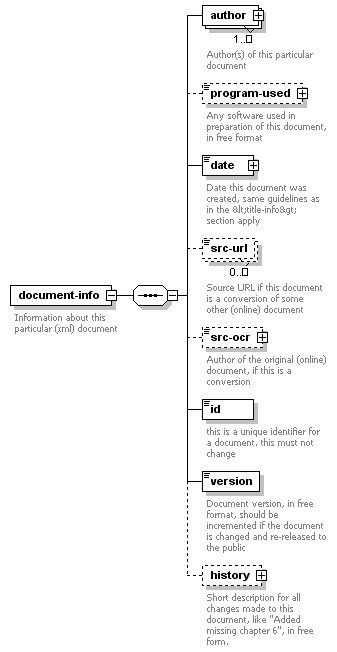 author
1..
Author(s) of this particular
document
program-used
Any software used in
preparation of this document,
in free format
date
Date this document was
created, same guidelines as
in the &lt;title-info&gt;
section apply
src-url
0..
Source URL if this document
is a conversion of some
other (online) document
document-info
Information about this
particular (xml) document
src-ocr
Author of the original (online)
document, if this is a
conversion
id
this is a unique identifier for
a document. this must not
change
version
Document version, in free
format, should be
incremented if the document
is changed and re-released to
the public
history
Short description for all
changes made to this
document, like "Added
missing chapter 6", in free
form.